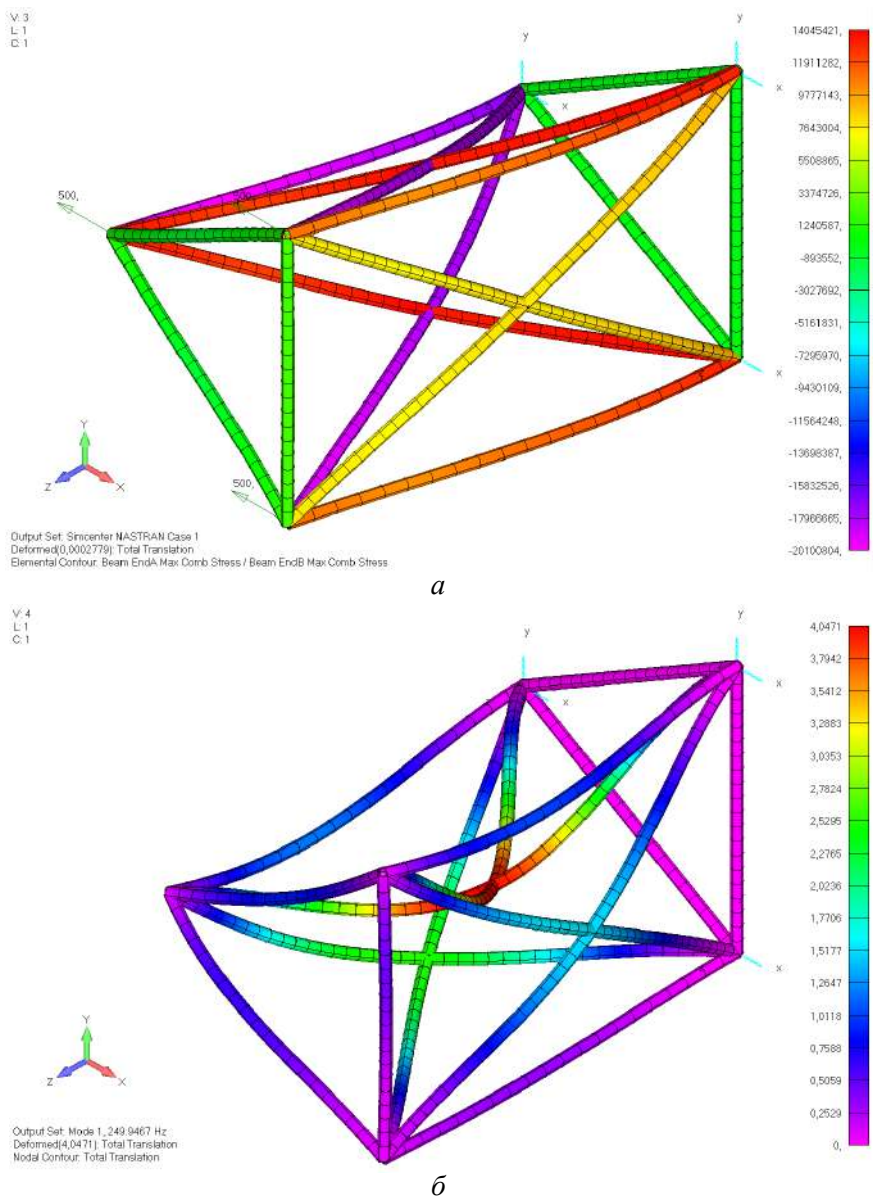 V: 3
L: 1
C: 1
y
y
x
x
x
500,
500,
14045421,
11911282,
9777143,
7643004,
5508865,
3374726,
1240587,
-893552,
-3027692,
-5161831,
-7295970,
-9430109,
-11564248,
-13698387,
-15832526,
-17966665,
-20100804,
Y
Z
X
Output Set: Simcenter NASTRAN Case 1
Deformed(0,0002779): Total Translation
Elemental Contour: Beam EndA Max Comb Stress / Beam EndB Max Comb Stress
а
V: 4
L: 1
C: 1
y
y
x
x
x
4,0471
3,7942
3,5412
3,2883
3,0353
2,7824
2,5295
2,2765
2,0236
1,7706
1,5177
1,2647
1,0118
0,7588
0,5059
0,2529
0,
Y
Z
X
Output Set: Mode 1, 249.9467 Hz
Deformed(4,0471): Total Translation
Nodal Contour: Total Translation
б